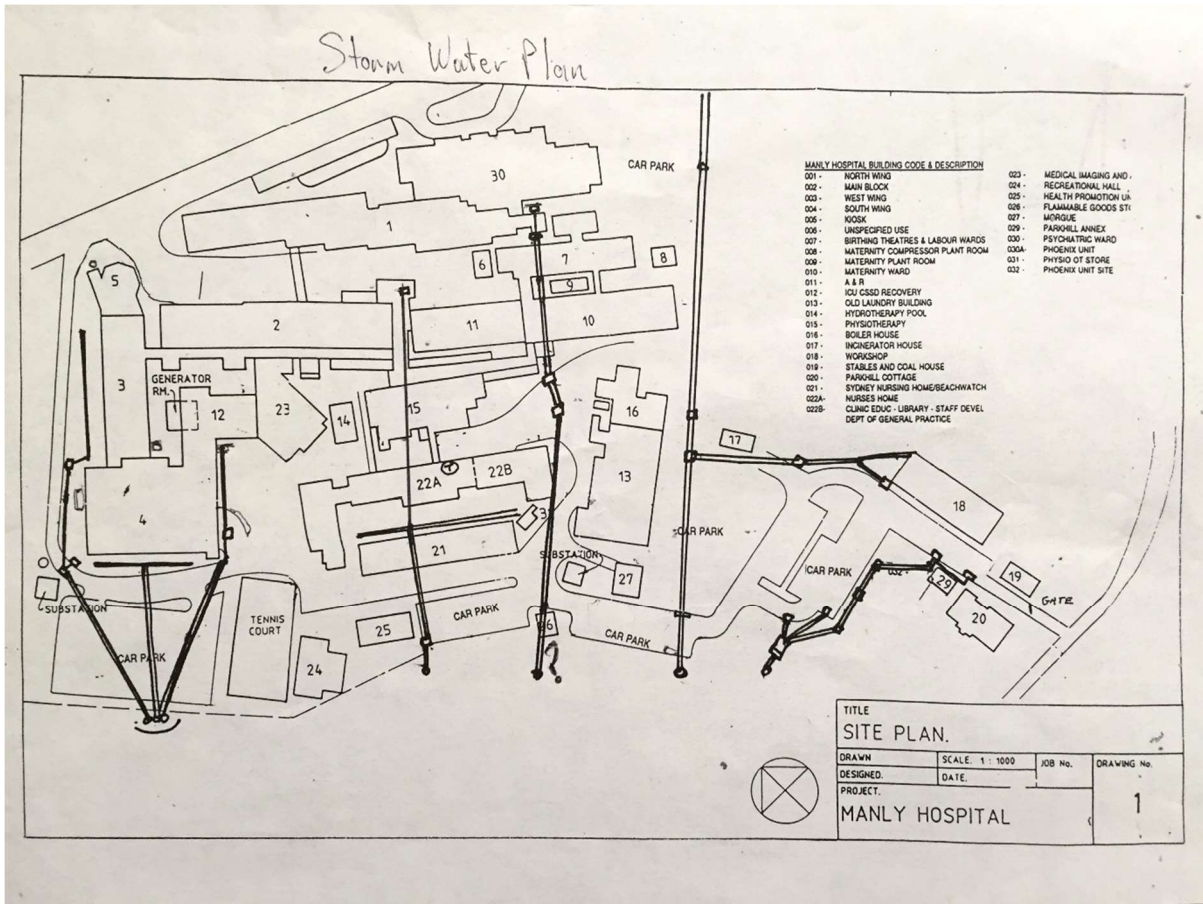 Storm Water Plan
MANLY HOSPITAL BUILDING CODE & DESCRIPTION
001 - NORTH WING
002 - MAIN BLOCK
003 - WEST WING
004 - SOUTH WING
005 - KIOSK
006 - UNSPECIFIED USE
007 - BIRTHING THEATRES & LABOUR WARDS
008 - MATERNITY COMPRESSOR PLANT ROOM
009 - MATERNITY PLANT ROOM
010 - MATERNITY WARD
011 - A & R
012 - ICU CSSD RECOVERY
013 - OLD LAUNDRY BUILDING
014 - HYDROTHERAPY POOL
015 - PHYSIOTHERAPY
016 - BOILER HOUSE
017 - INCINERATOR HOUSE
018 - WORKSHOP
019 - STABLES AND COAL HOUSE
020 - PARKHILL COTTAGE
021 - SYDNEY NURSING HOME/BEACHWATCH
022A - NURSES HOME
022B - CLINIC EDUC - LIBRARY - STAFF DEVEL
DEPT OF GENERAL PRACTICE
023 - MEDICAL IMAGING AND
024 - RECREATIONAL HALL
025 - HEALTH PROMOTION
026 - FLAMMABLE GOODS
027 - MORGUE
029 - PARKHILL ANNEX
030 - PSYCHIATRIC WARD
030A - PHOENIX UNIT
031 - PHYSIO OT STORE
032 - PHOENIX UNIT SITE
CAR PARK
30
1
6
7
8
9
5
2
11
10
3
GENERATOR
RM.
12
23
14
15
16
17
13
22A
22B
18
4
21
3
CAR PARK
SUBSTATION
27
CAR PARK
032
29
19
GATE
20
SUBSTATION
TENNIS
COURT
CAR PARK
25
CAR PARK
26
CAR PARK
24
?
TITLE
SITE PLAN.
DRAWN
SCALE. 1 : 1000
JOB No.
DRAWING No.
DESIGNED.
DATE.
PROJECT.
MANLY HOSPITAL
1